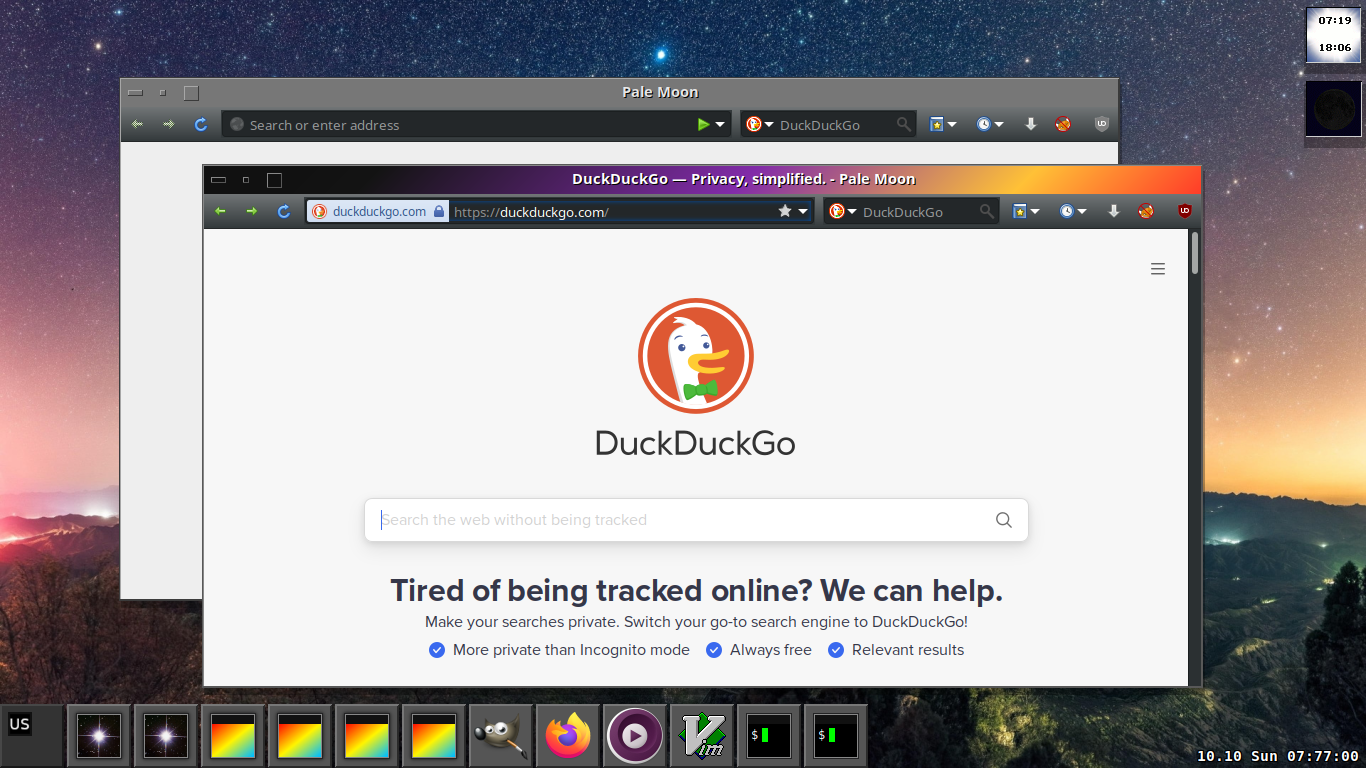 07:19
18:06
Pale Moon
Search or enter address
DuckDuckGo
UD
DuckDuckGo — Privacy, simplified. - Pale Moon
duckduckgo.com
https://duckduckgo.com/
DuckDuckGo
UD
DuckDuckGo
Search the web without being tracked
Tired of being tracked online? We can help.
Make your searches private. Switch your go-to search engine to DuckDuckGo!
More private than Incognito mode
Always free
Relevant results
US
Vim
$
$
10.10 Sun 07:77:00